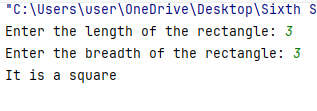 "C:\Users\user\OneDrive\Desktop\Sixth S
Enter the length of the rectangle: 3
Enter the breadth of the rectangle: 3
It is a square